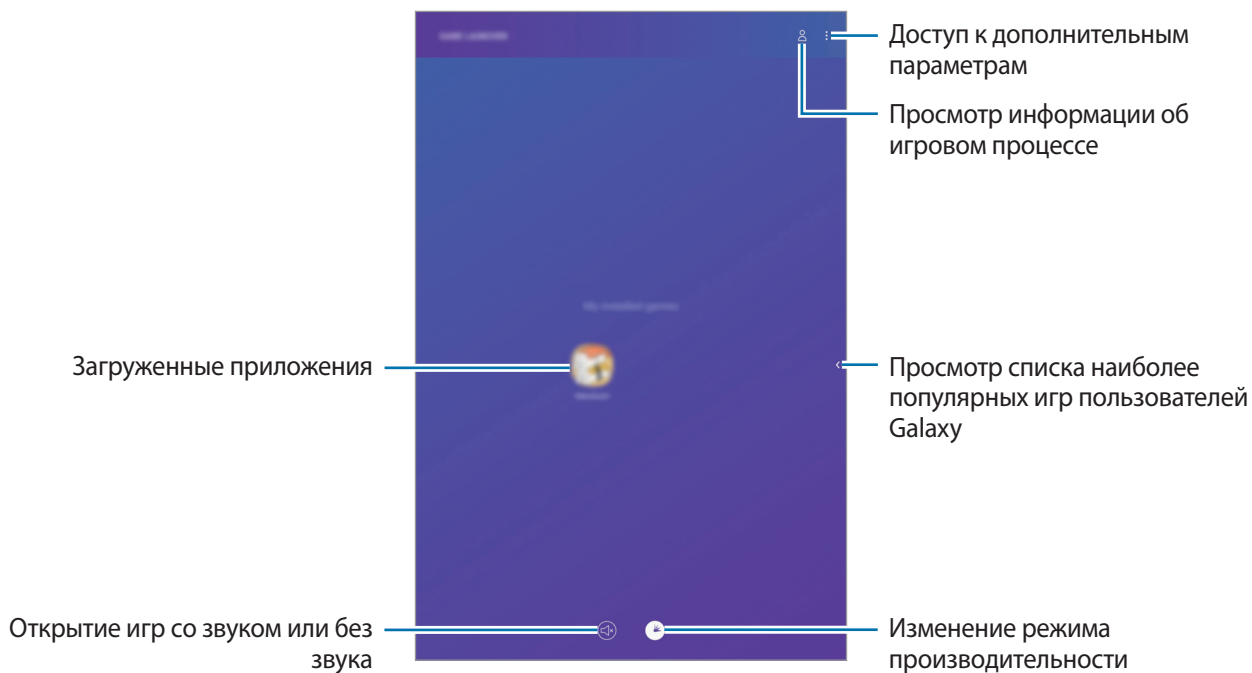 Доступ к дополнительным
параметрам
Просмотр информации об
игровом процессе
Загруженные приложения
Просмотр списка наиболее
популярных игр пользователей
Galaxy
Открытие игр со звуком или без
звука
Изменение режима
производительности